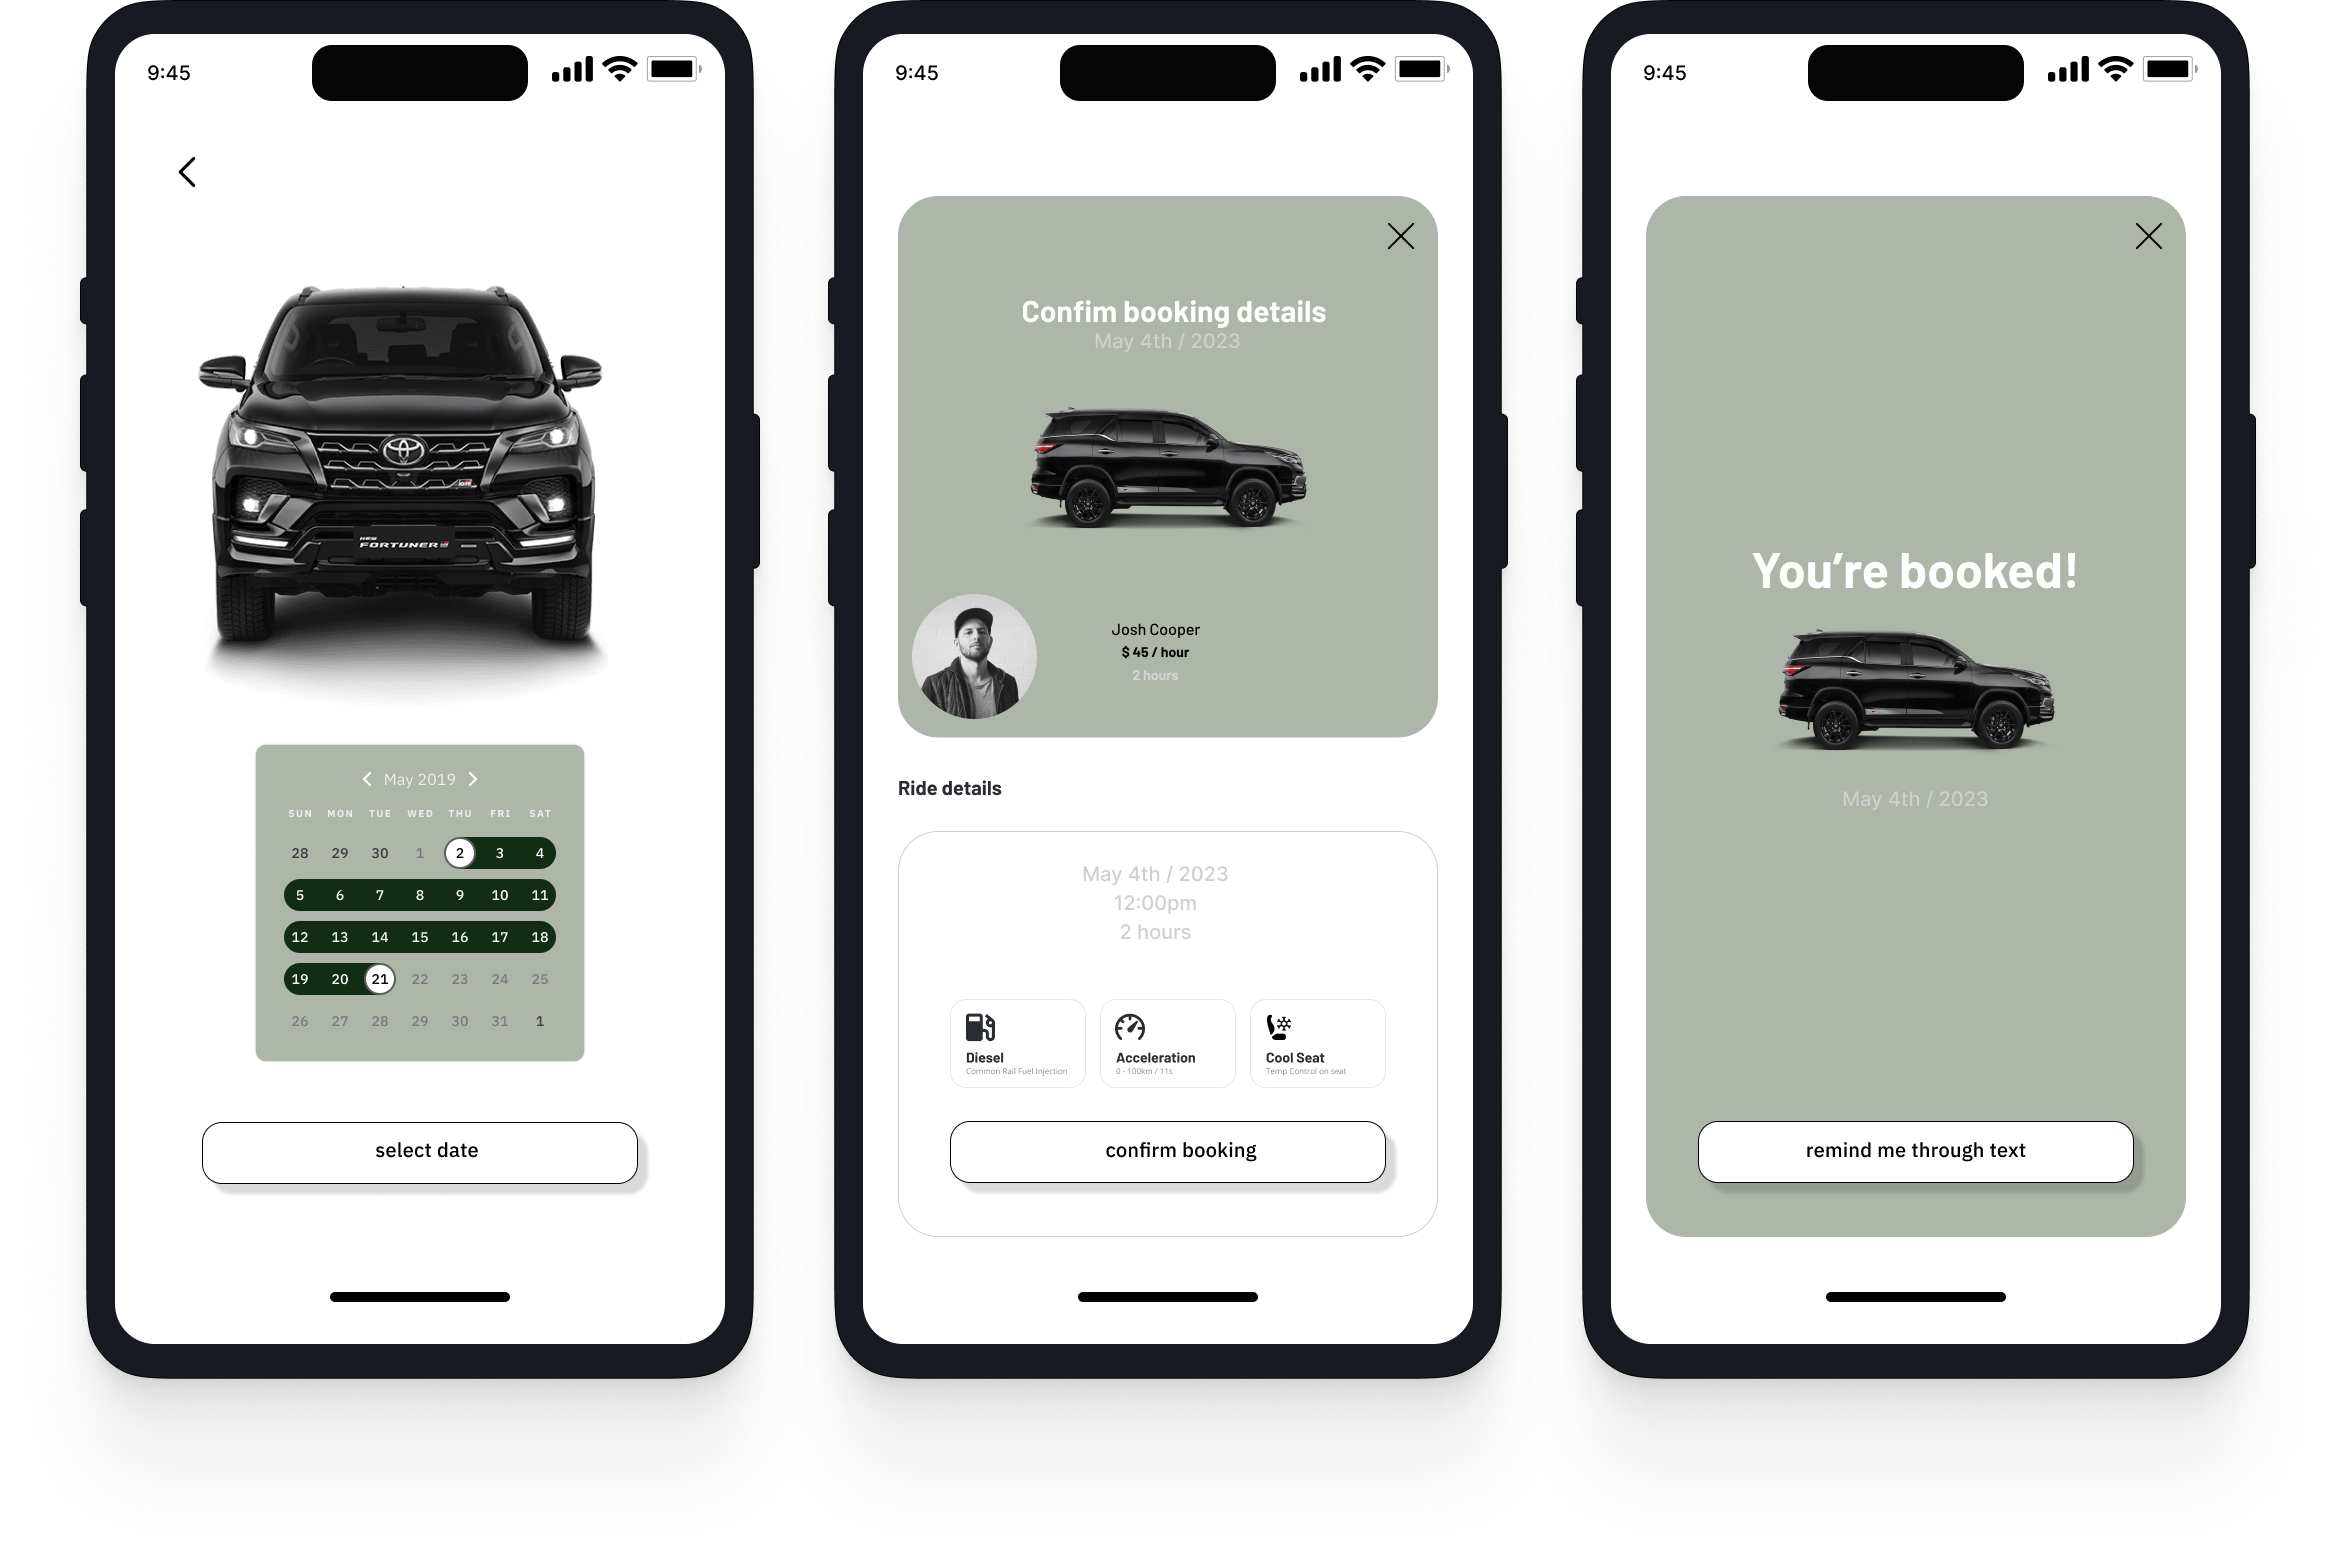 9:45
NEW
FORTUNER
May 2019
SUN MON TUE WED THU FRI SAT
28 29 30 1 2 3 4
5 6 7 8 9 10 11
12 13 14 15 16 17 18
19 20 21 22 23 24 25
26 27 28 29 30 31 1
select date
9:45
Confim booking details
May 4th / 2023
Josh Cooper
$ 45 / hour
2 hours
Ride details
May 4th / 2023
12:00pm
2 hours
Diesel
Common Rail Fuel Injection
Acceleration
0 - 100km / 11s
Cool Seat
Temp Control on seat
confirm booking
9:45
You’re booked!
May 4th / 2023
remind me through text